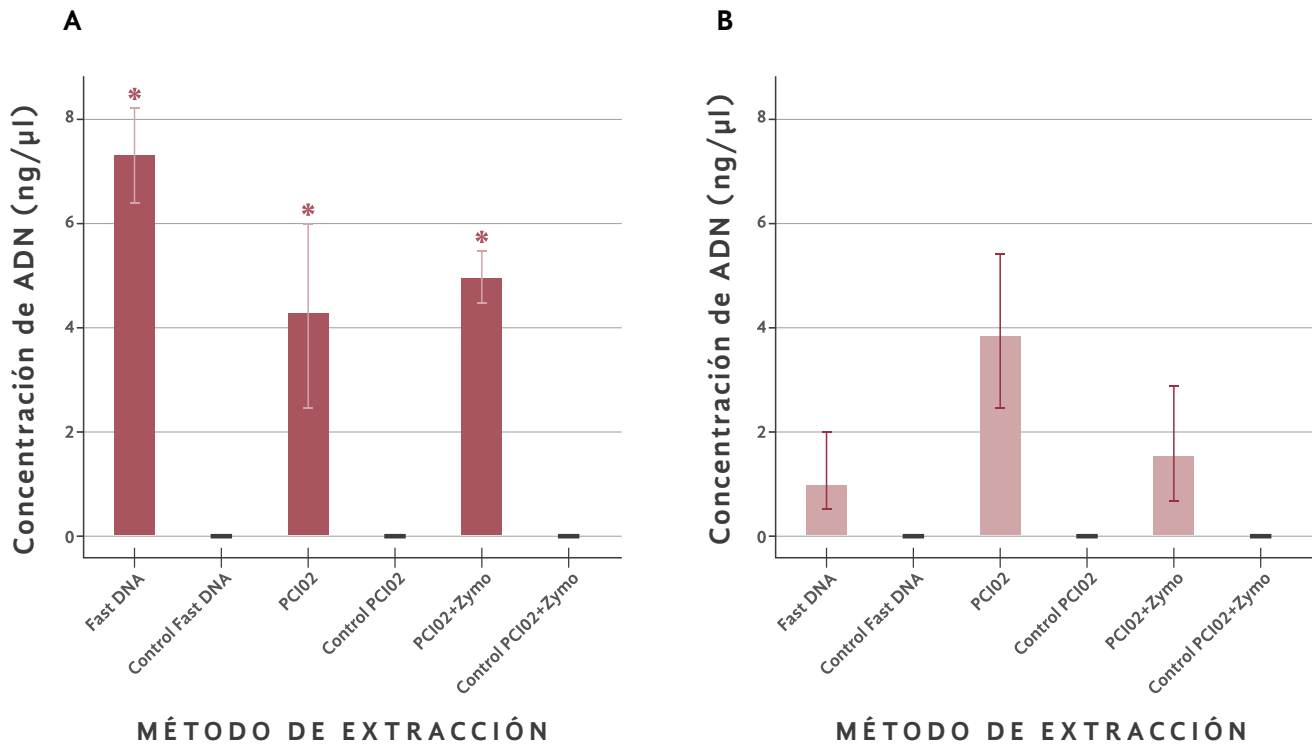 A
Concentración de ADN (ng/µl)
8
6
4
2
0
*
*
*
Fast DNA
Control Fast DNA
PCI02
Control PCI02
PCI02+Zymo
Control PCI02+Zymo
MÉTODO DE EXTRACCIÓN
B
Concentración de ADN (ng/µl)
8
6
4
2
0
Fast DNA
Control Fast DNA
PCI02
Control PCI02
PCI02+Zymo
Control PCI02+Zymo
MÉTODO DE EXTRACCIÓN